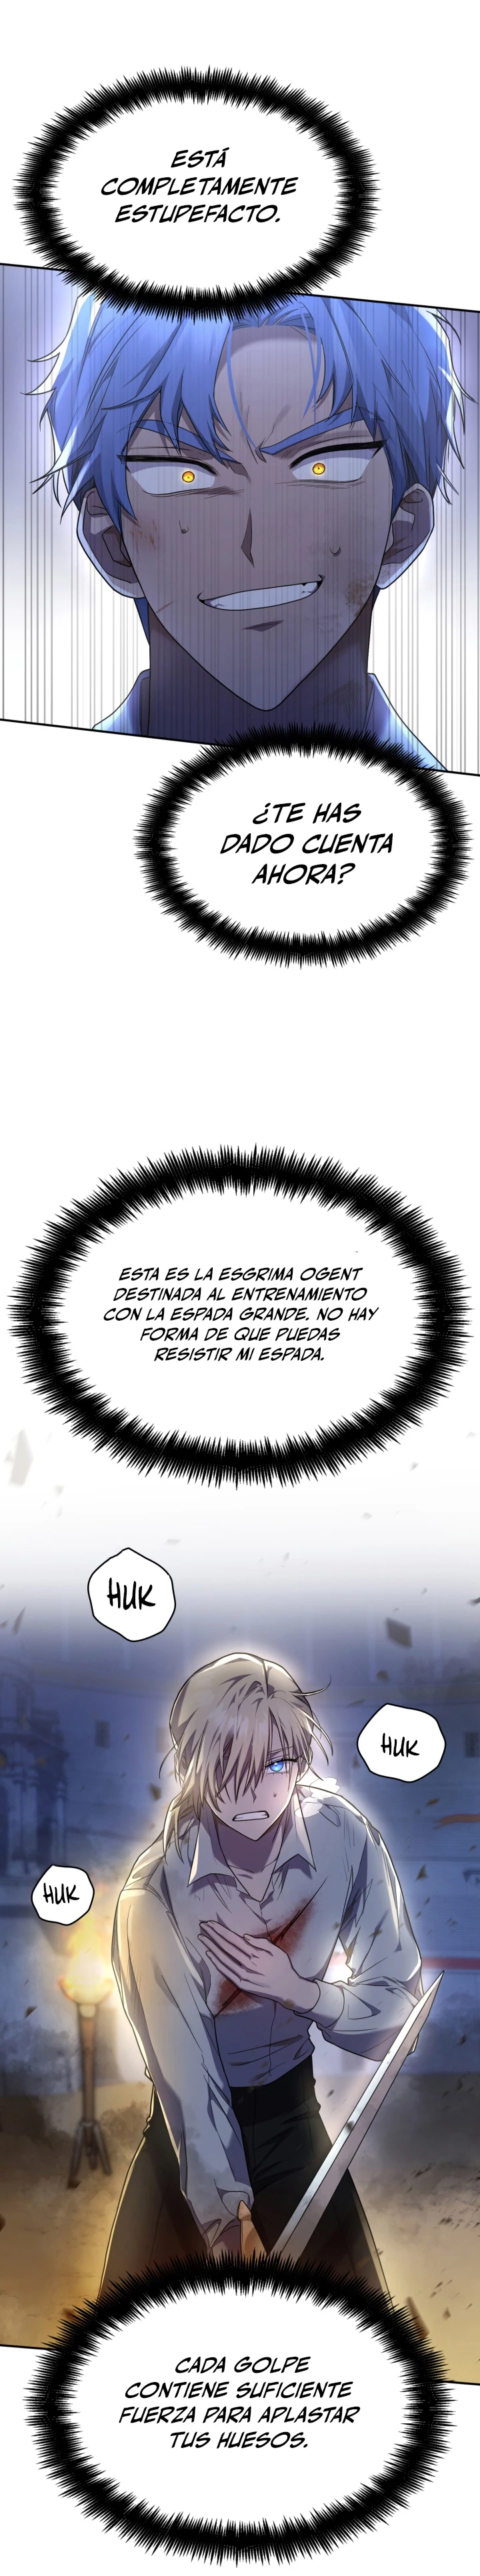 ESTÁ
COMPLETAMENTE
ESTUPEFACTO.
¿TE HAS
DADO CUENTA
AHORA?
ESTA ES LA ESGRIMA OGENT
DESTINADA AL ENTRENAMIENTO
CON LA ESPADA GRANDE. NO HAY
FORMA DE QUE PUEDAS
RESISTIR MI ESPADA.
HUK
HUK
HUK
CADA GOLPE
CONTIENE SUFICIENTE
FUERZA PARA APLASTAR
TUS HUESOS.